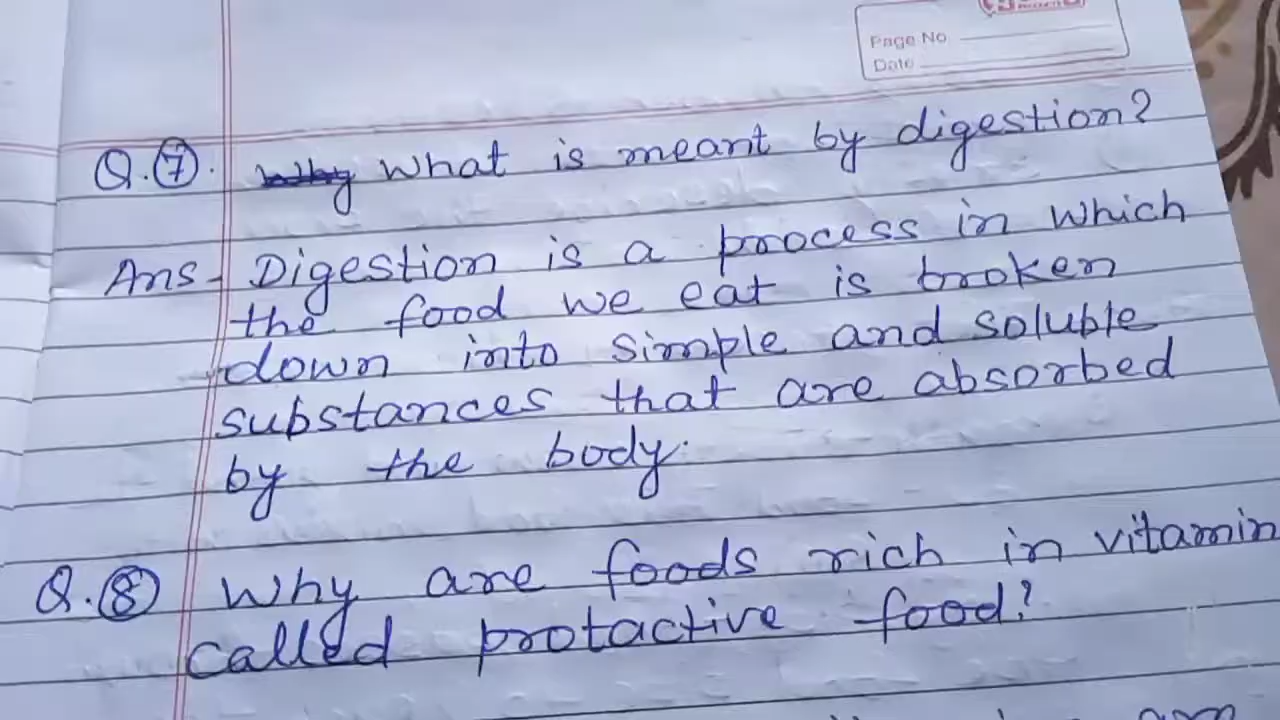 Page No
Date
Q.7. Why What is meant by digestion?
Ans - Digestion is a process in which
the food we eat is broken
down into simple and soluble
substances that are absorbed
by the body.
Q.8 Why are foods rich in vitamin
called protactive food?